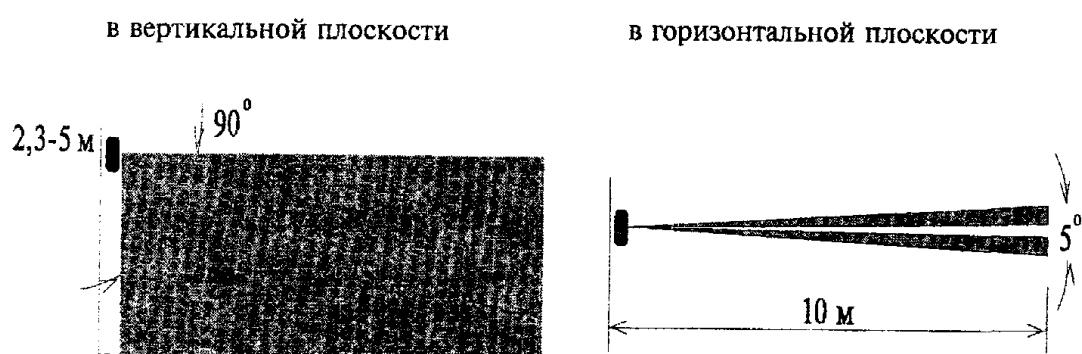 в вертикальной плоскости
в горизонтальной плоскости
2,3-5 м
90°
5°
10 м